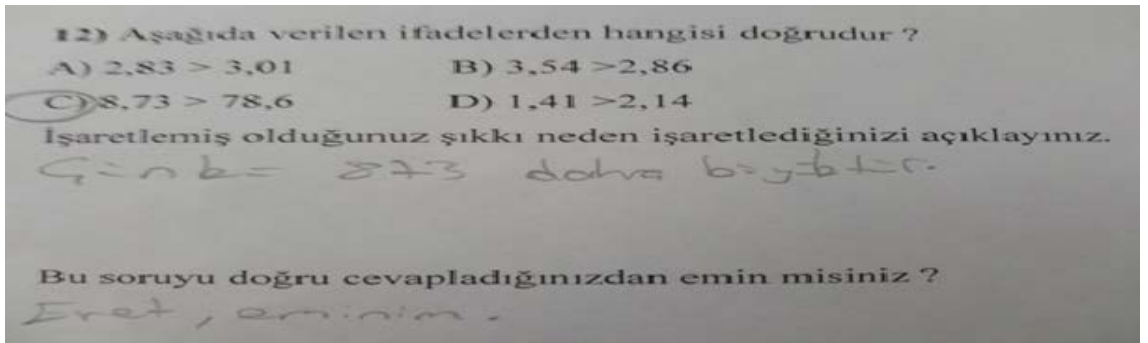 12) Aşağıda verilen ifadelerden hangisi doğrudur ?
A) 2,83 > 3,01 B) 3,54 >2,86
C) 8,73 > 78,6 D) 1,41 >2,14
İşaretlemiş olduğunuz şıkkı neden işaretlediğinizi açıklayınız.
Çünkü 873 daha büyüktür.
Bu soruyu doğru cevapladığınızdan emin misiniz ?
Evet, eminim.